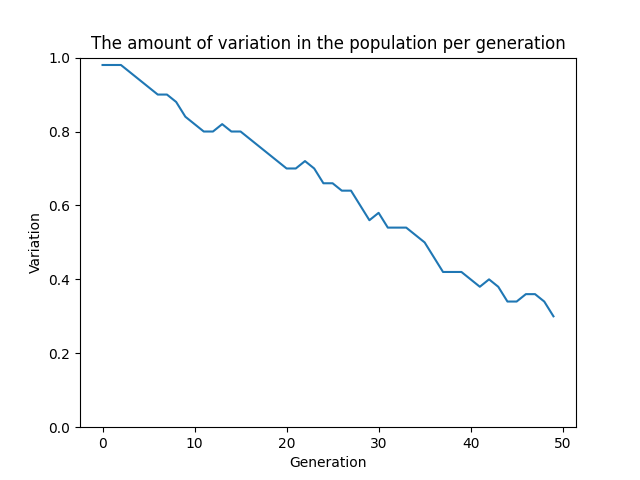 The amount of variation in the population per generation
1.0
0.8
0.6
0.4
0.2
0.0
Variation
0 10 20 30 40 50
Generation